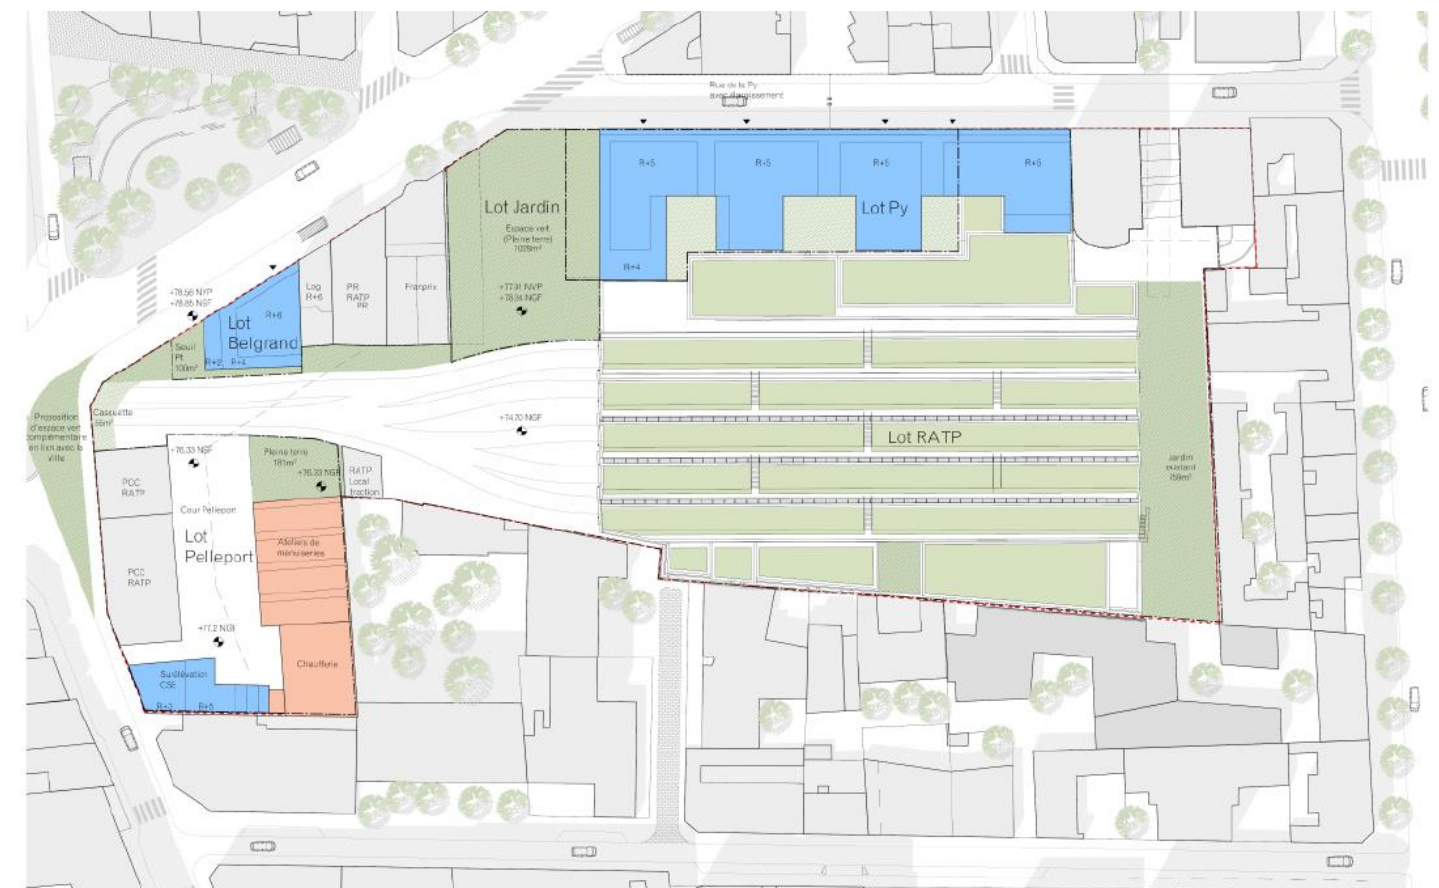 Rue de la Py
avec élargissement
R+5
R+5
R+5
R+6
Lot Py
R+4
Lot Jardin
Espace vert
(Pleine terre)
+77.91 NVP
+78.34 NGF
Log
R+6
PR
RATP
PR
Franprix
+78.56 NVP
+78.85 NGF
Lot
Belgrand
R+6
R+2
R+4
Seuil
PL
100m²
Casquette
Proposition
d'espace vert
complémentaire
en lien avec la
ville
+74.70 NGF
Lot RATP
Jardin
existant
759m²
+76.33 NGF
Pleine terre
181m²
+76.33 NGF
RATP
Local
traction
PCC
RATP
Cour Pelleport
Lot
Pelleport
Ateliers de
menuiseries
PCC
RATP
+77.2 NGF
Chaufferie
Surélévation
CSE
R+3
R+5